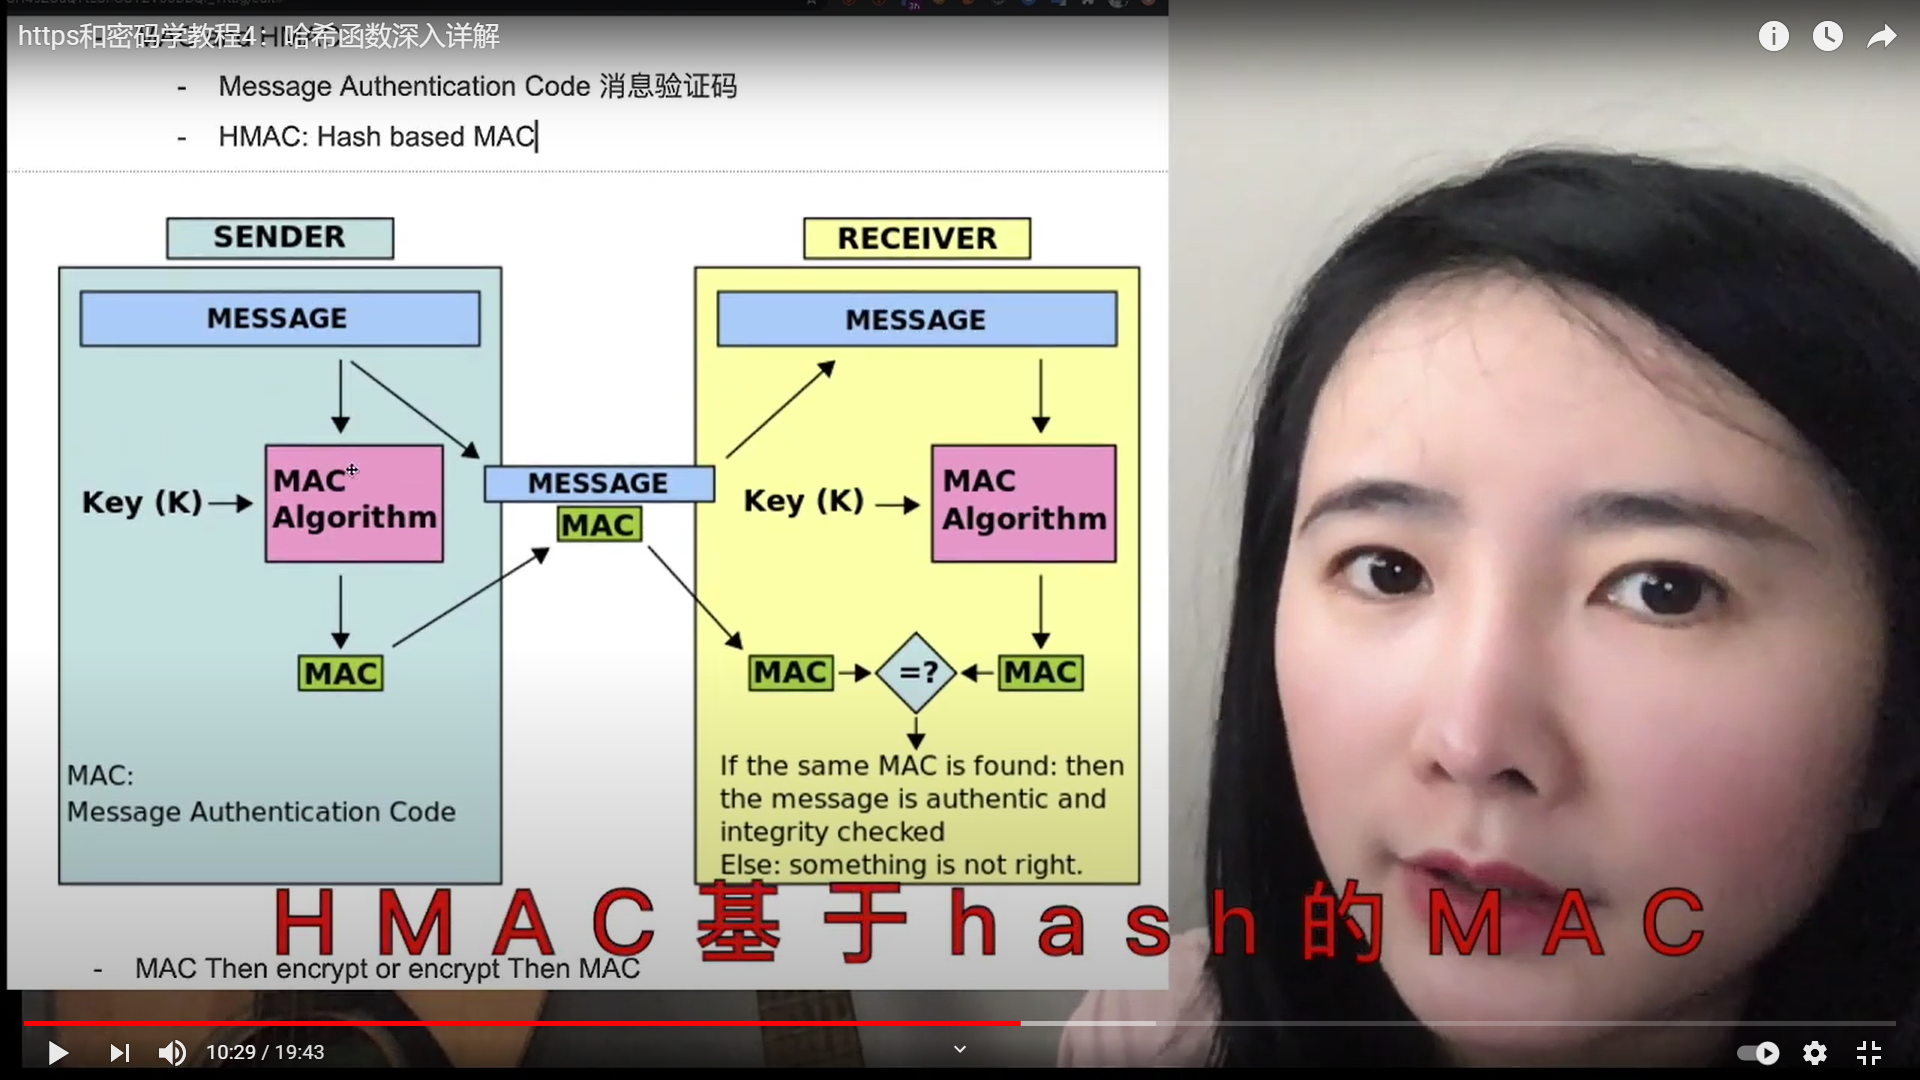 https和密码学教程4：哈希函数深入详解
- Message Authentication Code 消息验证码
- HMAC: Hash based MAC
SENDER
MESSAGE
Key (K)
MAC
Algorithm
MAC
MAC:
Message Authentication Code
MESSAGE
MAC
RECEIVER
MESSAGE
Key (K)
MAC
Algorithm
MAC
=?
MAC
If the same MAC is found: then
the message is authentic and
integrity checked
Else: something is not right.
HMAC基于hash的MAC
- MAC Then encrypt or encrypt Then MAC
10:29 / 19:43